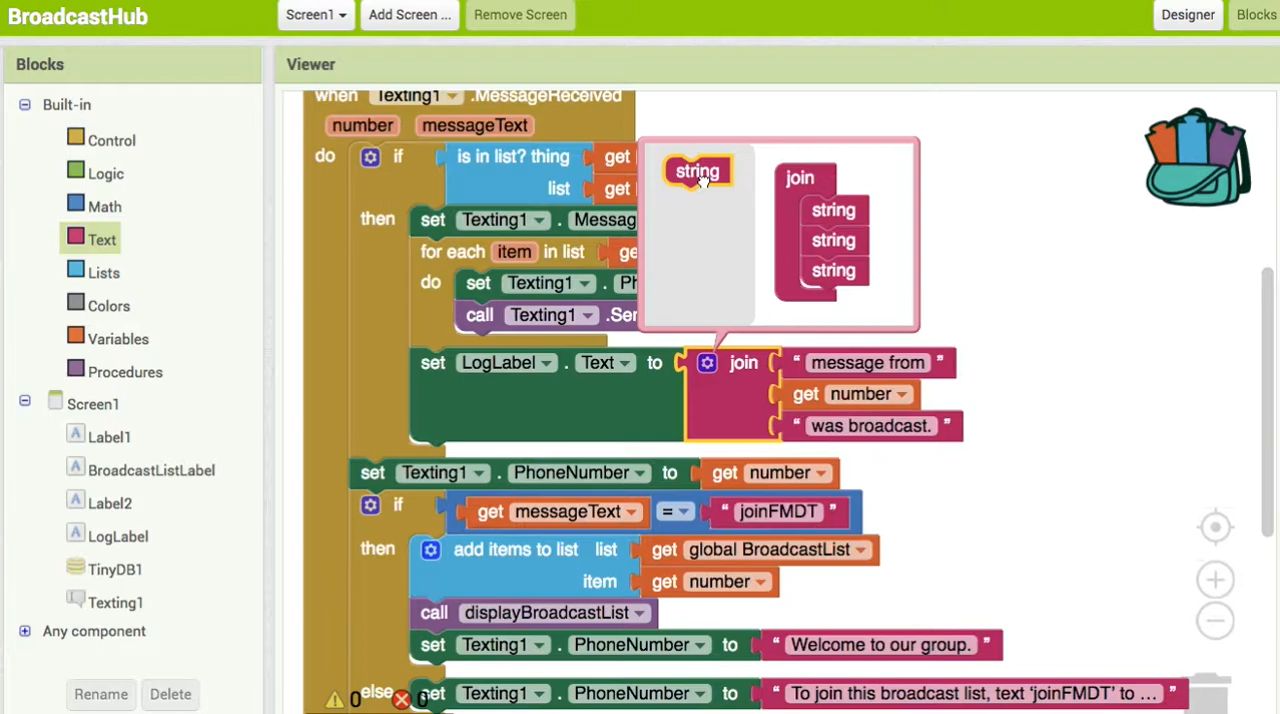 BroadcastHub
Screen1 Add Screen ... Remove Screen Designer Blocks
Blocks
Viewer
Built-in
Control
Logic
Math
Text
Lists
Colors
Variables
Procedures
Screen1
Label1
BroadcastListLabel
Label2
LogLabel
TinyDB1
Texting1
Any component
Rename Delete
when Texting1 .MessageReceived
number messageText
do if is in list? thing get
list get
then set Texting1 . Messag
for each item in list ge
do set Texting1 . Ph
call Texting1 .Ser
string
join
string
string
string
set LogLabel . Text to join “ message from ”
get number
“ was broadcast. ”
set Texting1 . PhoneNumber to get number
if get messageText = “ joinFMDT ”
then add items to list list get global BroadcastList
item get number
call displayBroadcastList
set Texting1 . PhoneNumber to “ Welcome to our group. ”
else set Texting1 . PhoneNumber to “ To join this broadcast list, text ‘joinFMDT’ to ... ”
0 0